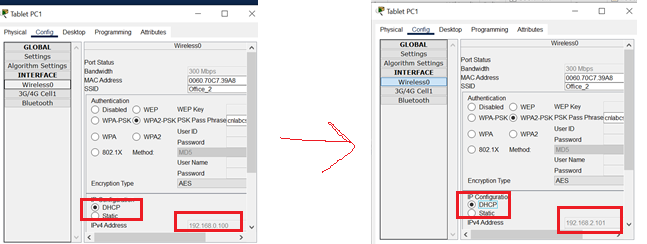 Tablet PC1
Physical Config Desktop Programming Attributes
GLOBAL
Settings
Algorithm Settings
INTERFACE
Wireless0
3G/4G Cell1
Bluetooth
Wireless0
Port Status
Bandwidth 300 Mbps
MAC Address 0060.70C7.39A8
SSID Office_2
Authentication
Disabled WEP WEP Key
WPA-PSK WPA2-PSK PSK Pass Phrase cnlabcs
User ID
WPA WPA2 Password
802.1X Method: MD5
User Name
Password
Encryption Type AES
IP Configuration
DHCP
Static
IPv4 Address 192.168.0.100
Tablet PC1
Physical Config Desktop Programming Attributes
GLOBAL
Settings
Algorithm Settings
INTERFACE
Wireless0
3G/4G Cell1
Bluetooth
Wireless0
Port Status
Bandwidth 300 Mbps
MAC Address 0060.70C7.39A8
SSID Office_2
Authentication
Disabled WEP WEP Key
WPA-PSK WPA2-PSK PSK Pass Phrase cnlabcs
User ID
WPA WPA2 Password
802.1X Method: MD5
User Name
Password
Encryption Type AES
IP Configuration
DHCP
Static
IPv4 Address 192.168.2.101